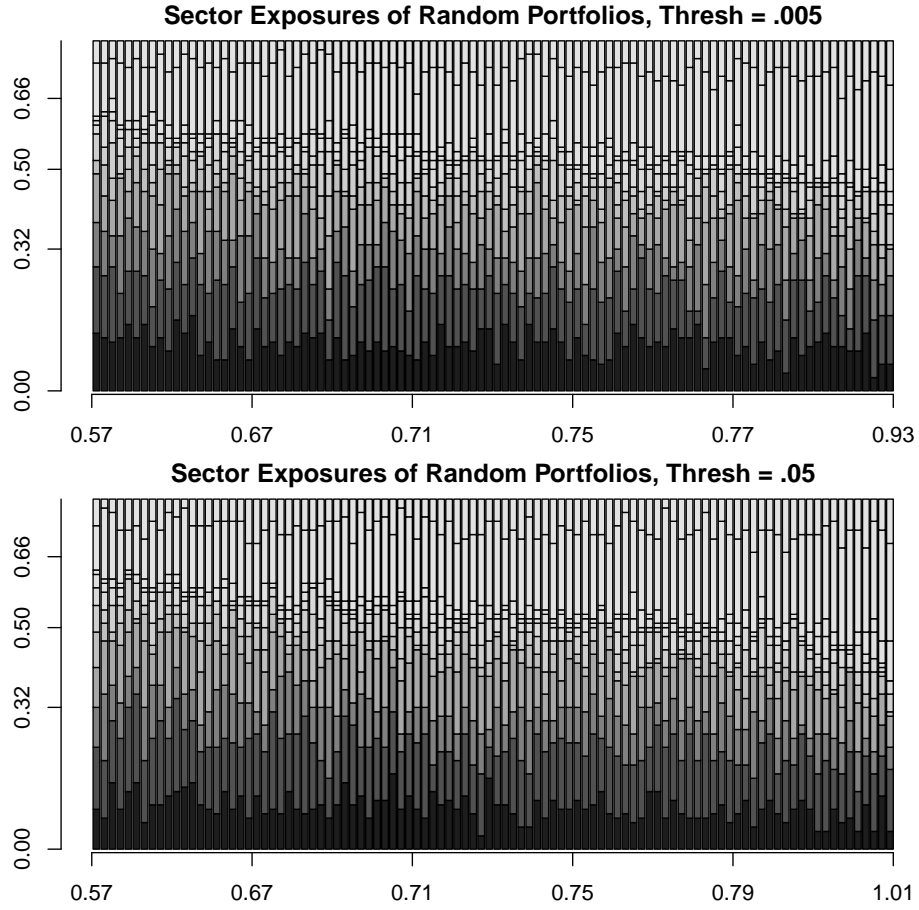 Sector Exposures of Random Portfolios, Thresh = .005
0.66
0.50
0.32
0.00
0.57 0.67 0.71 0.75 0.77 0.93
Sector Exposures of Random Portfolios, Thresh = .05
0.66
0.50
0.32
0.00
0.57 0.67 0.71 0.75 0.79 1.01